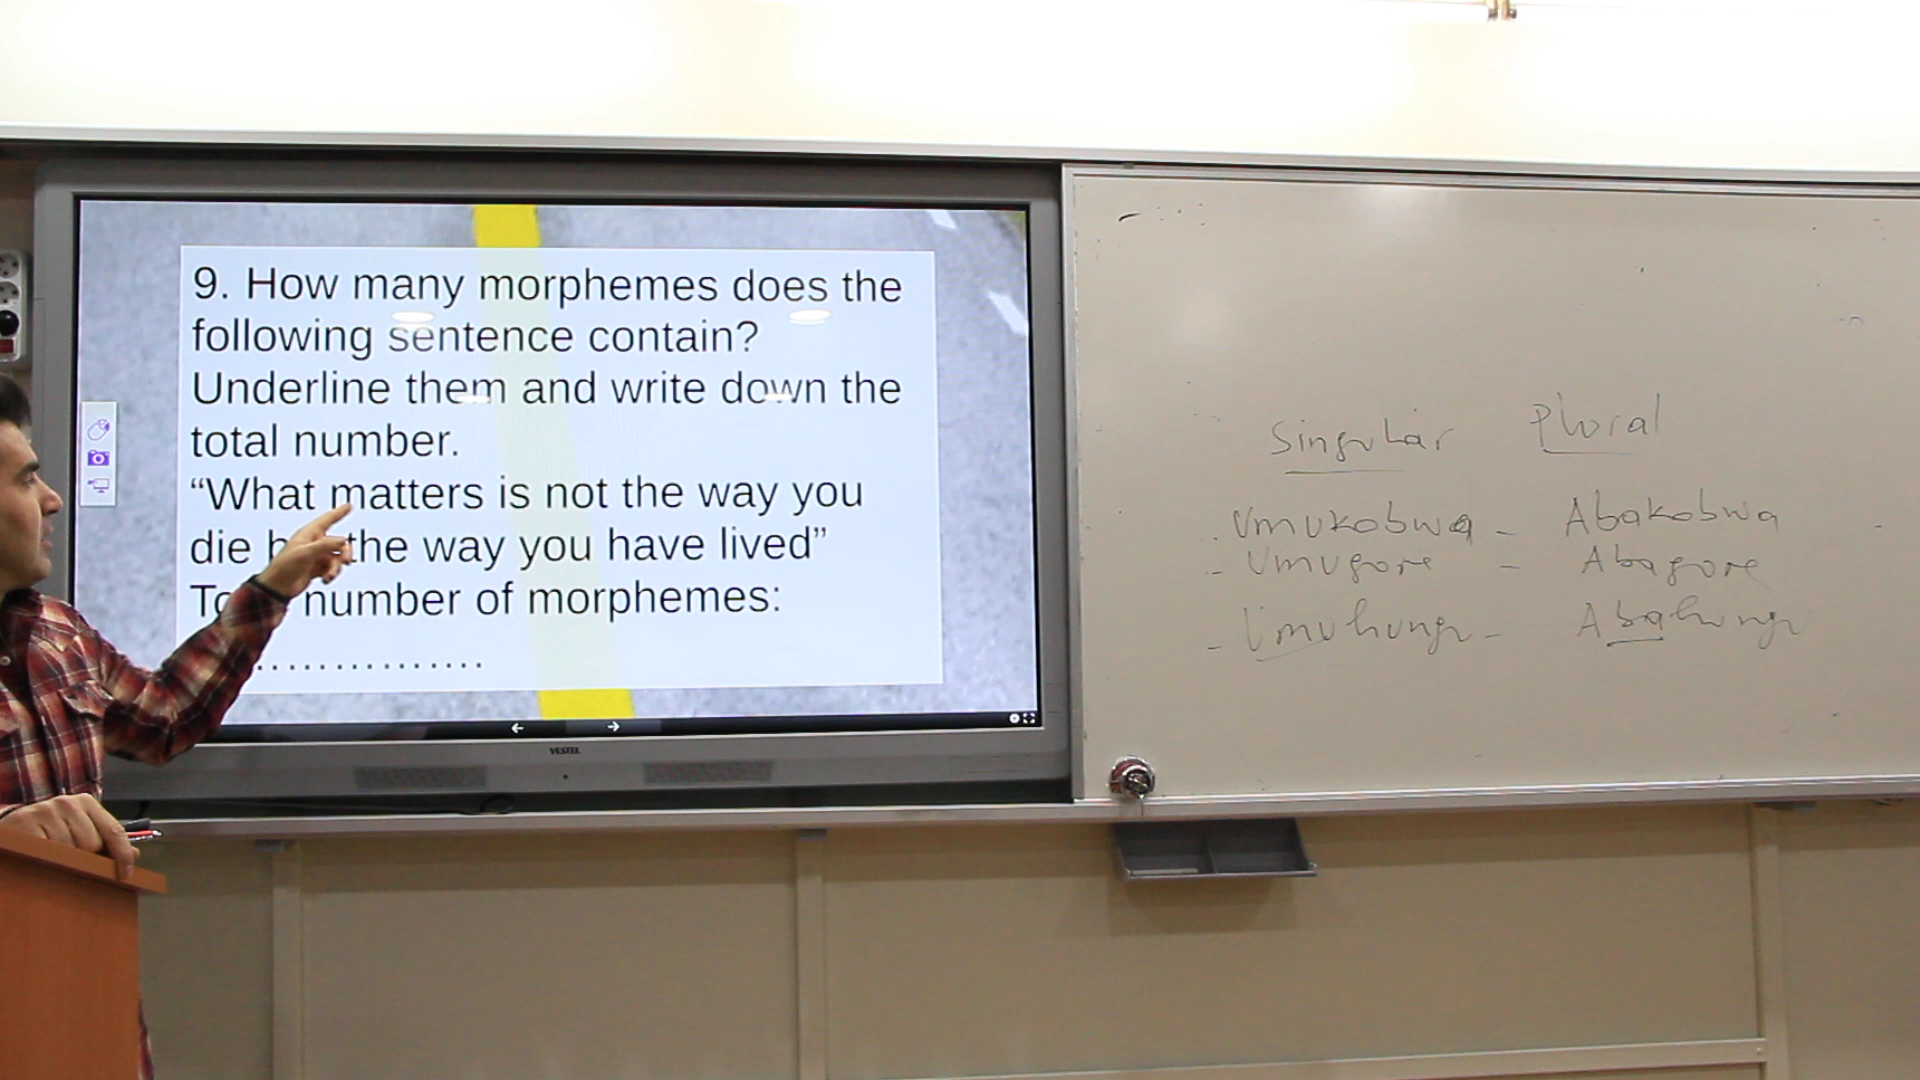 9. How many morphemes does the
following sentence contain?
Underline them and write down the
total number.
“What matters is not the way you
die the way you have lived”
number of morphemes:
...............
VESTEL
Singular Plural
. Umukobwa - Abakobwa
- Umugore - Abagore
- Umuhungu - Abahungu